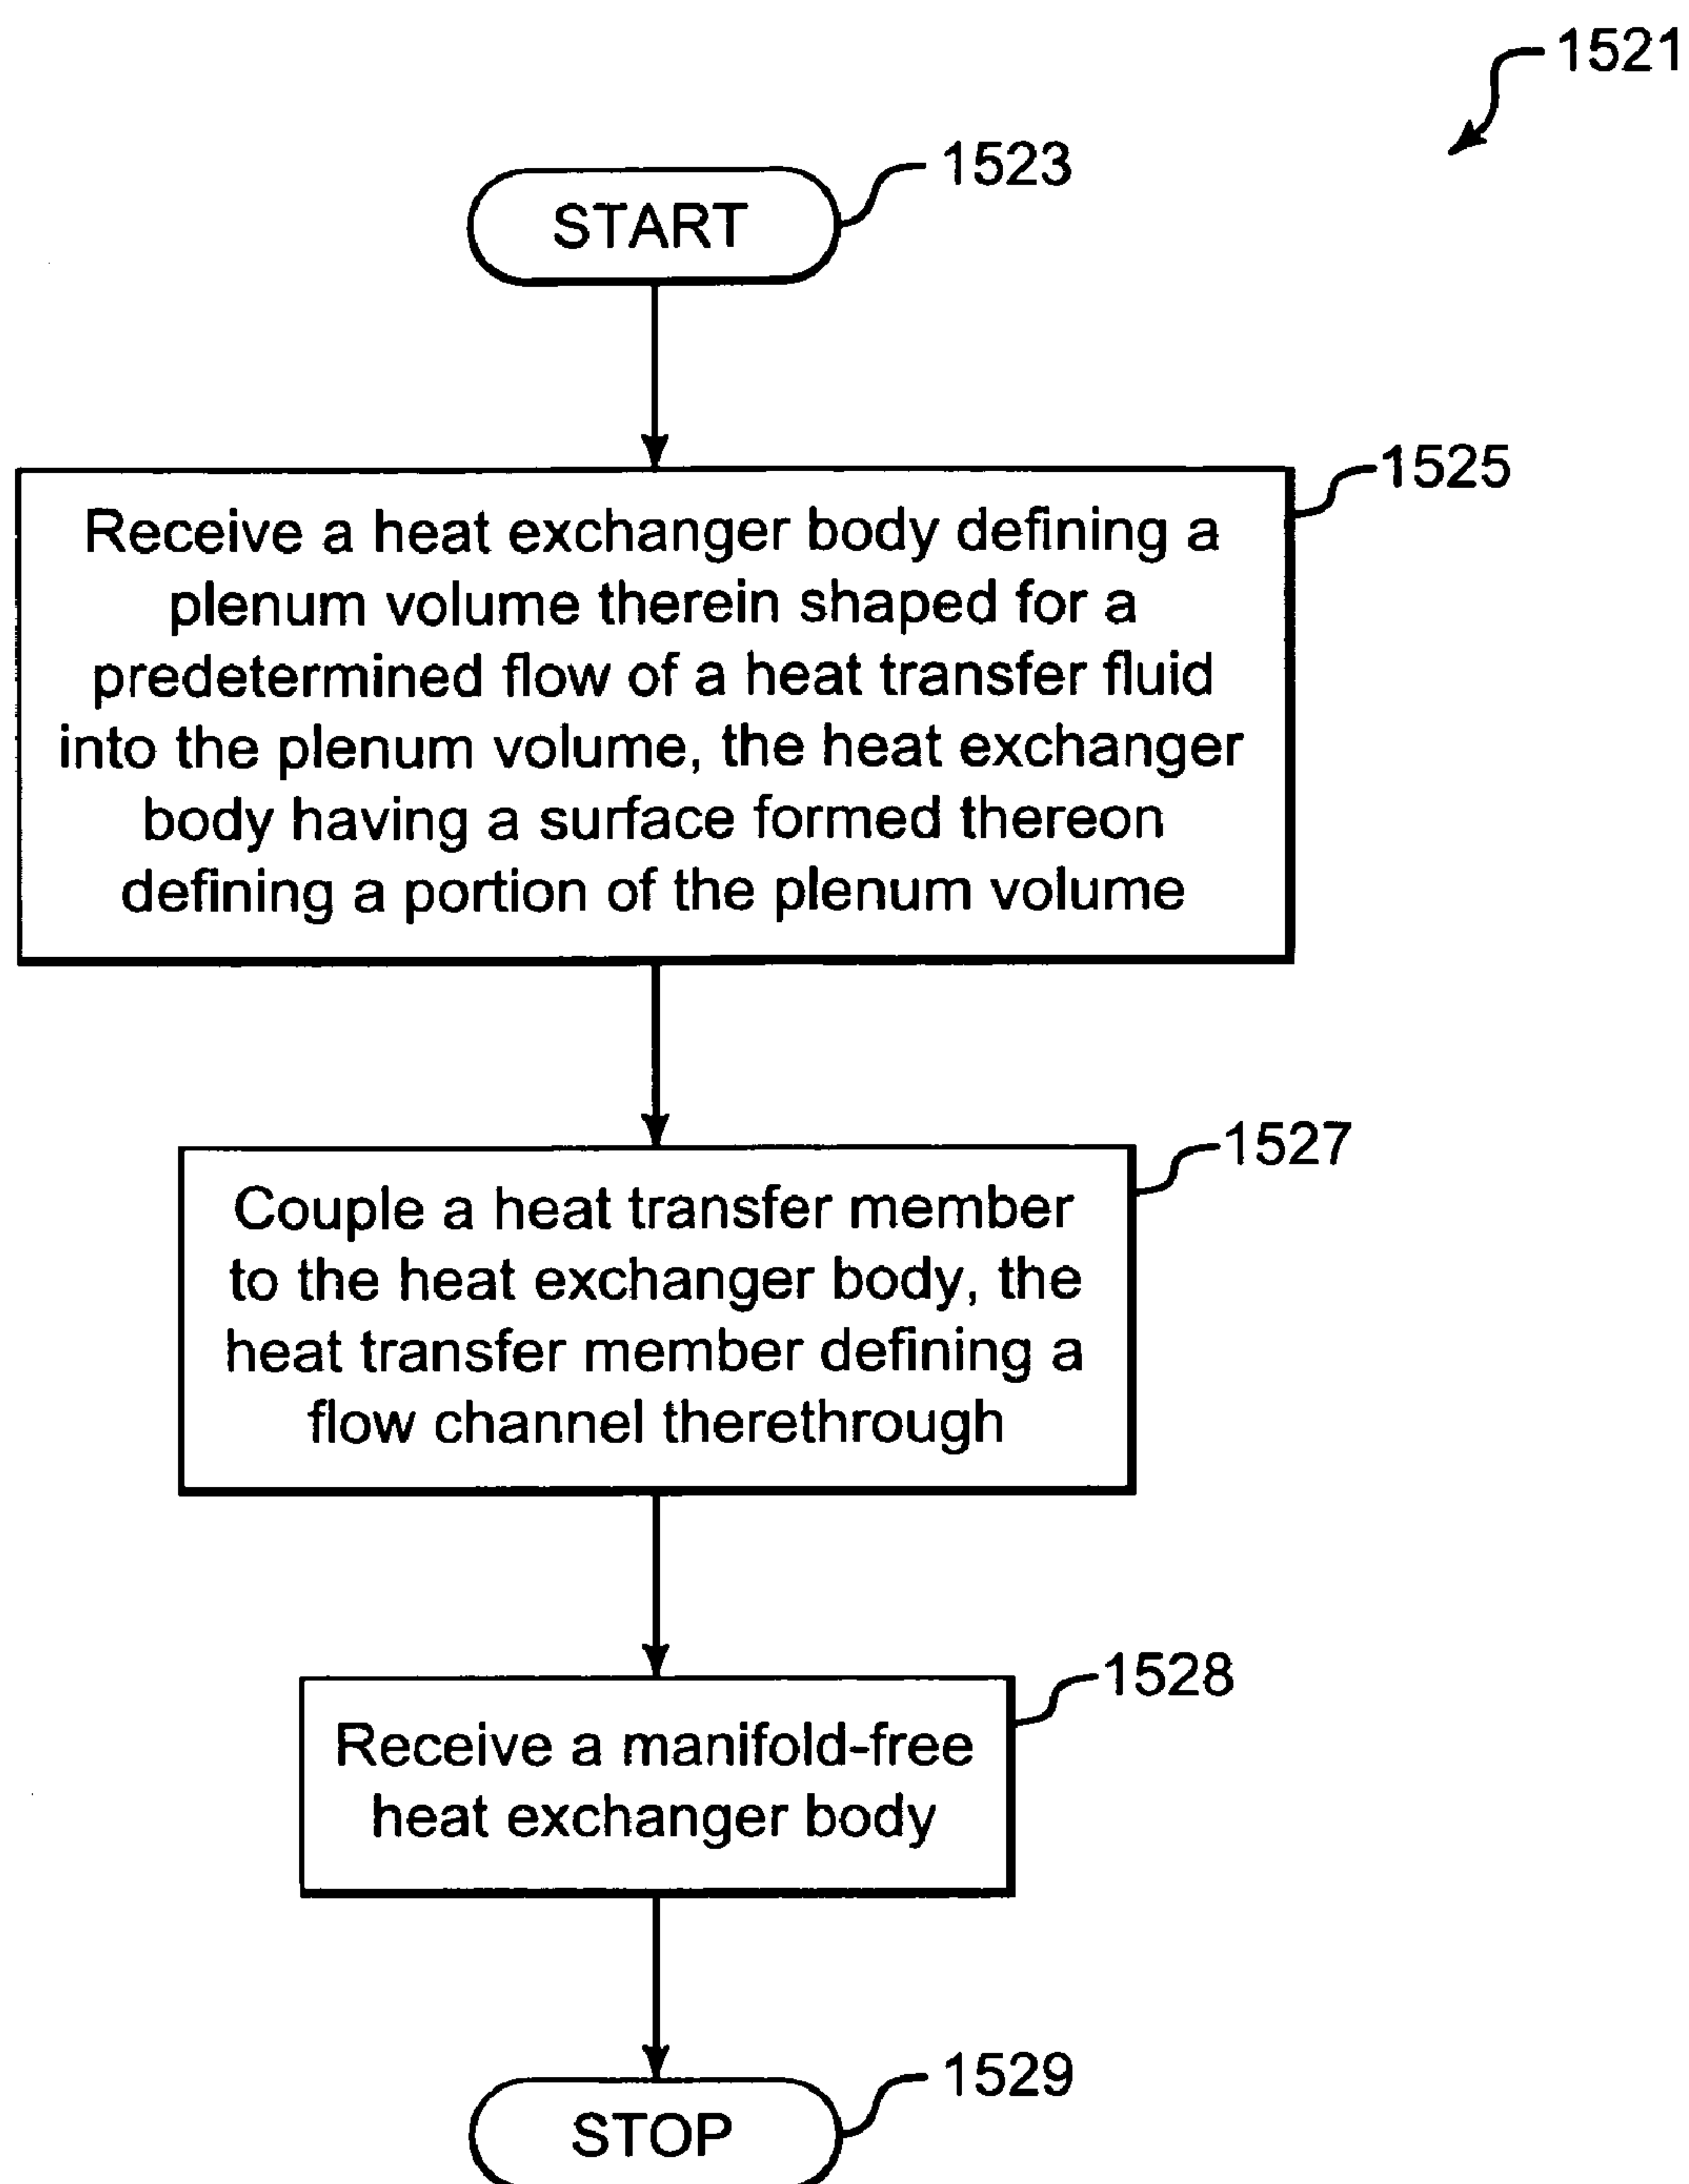 1521
1523
START
1525
Receive a heat exchanger body defining a
plenum volume therein shaped for a
predetermined flow of a heat transfer fluid
into the plenum volume, the heat exchanger
body having a surface formed thereon
defining a portion of the plenum volume
1527
Couple a heat transfer member
to the heat exchanger body, the
heat transfer member defining a
flow channel therethrough
1528
Receive a manifold-free
heat exchanger body
1529
STOP